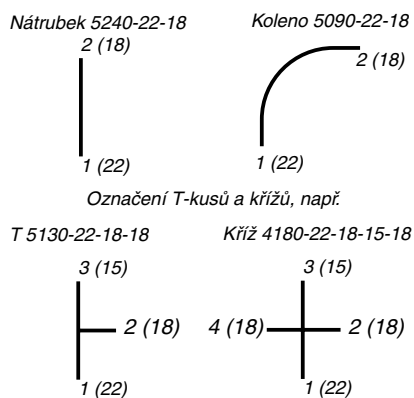 Nátrubek 5240-22-18
2 (18)
1 (22)
Koleno 5090-22-18
2 (18)
1 (22)
Označení T-kusů a křížů, např.
T 5130-22-18-18
3 (15)
2 (18)
1 (22)
Kříž 4180-22-18-15-18
3 (15)
4 (18)
2 (18)
1 (22)